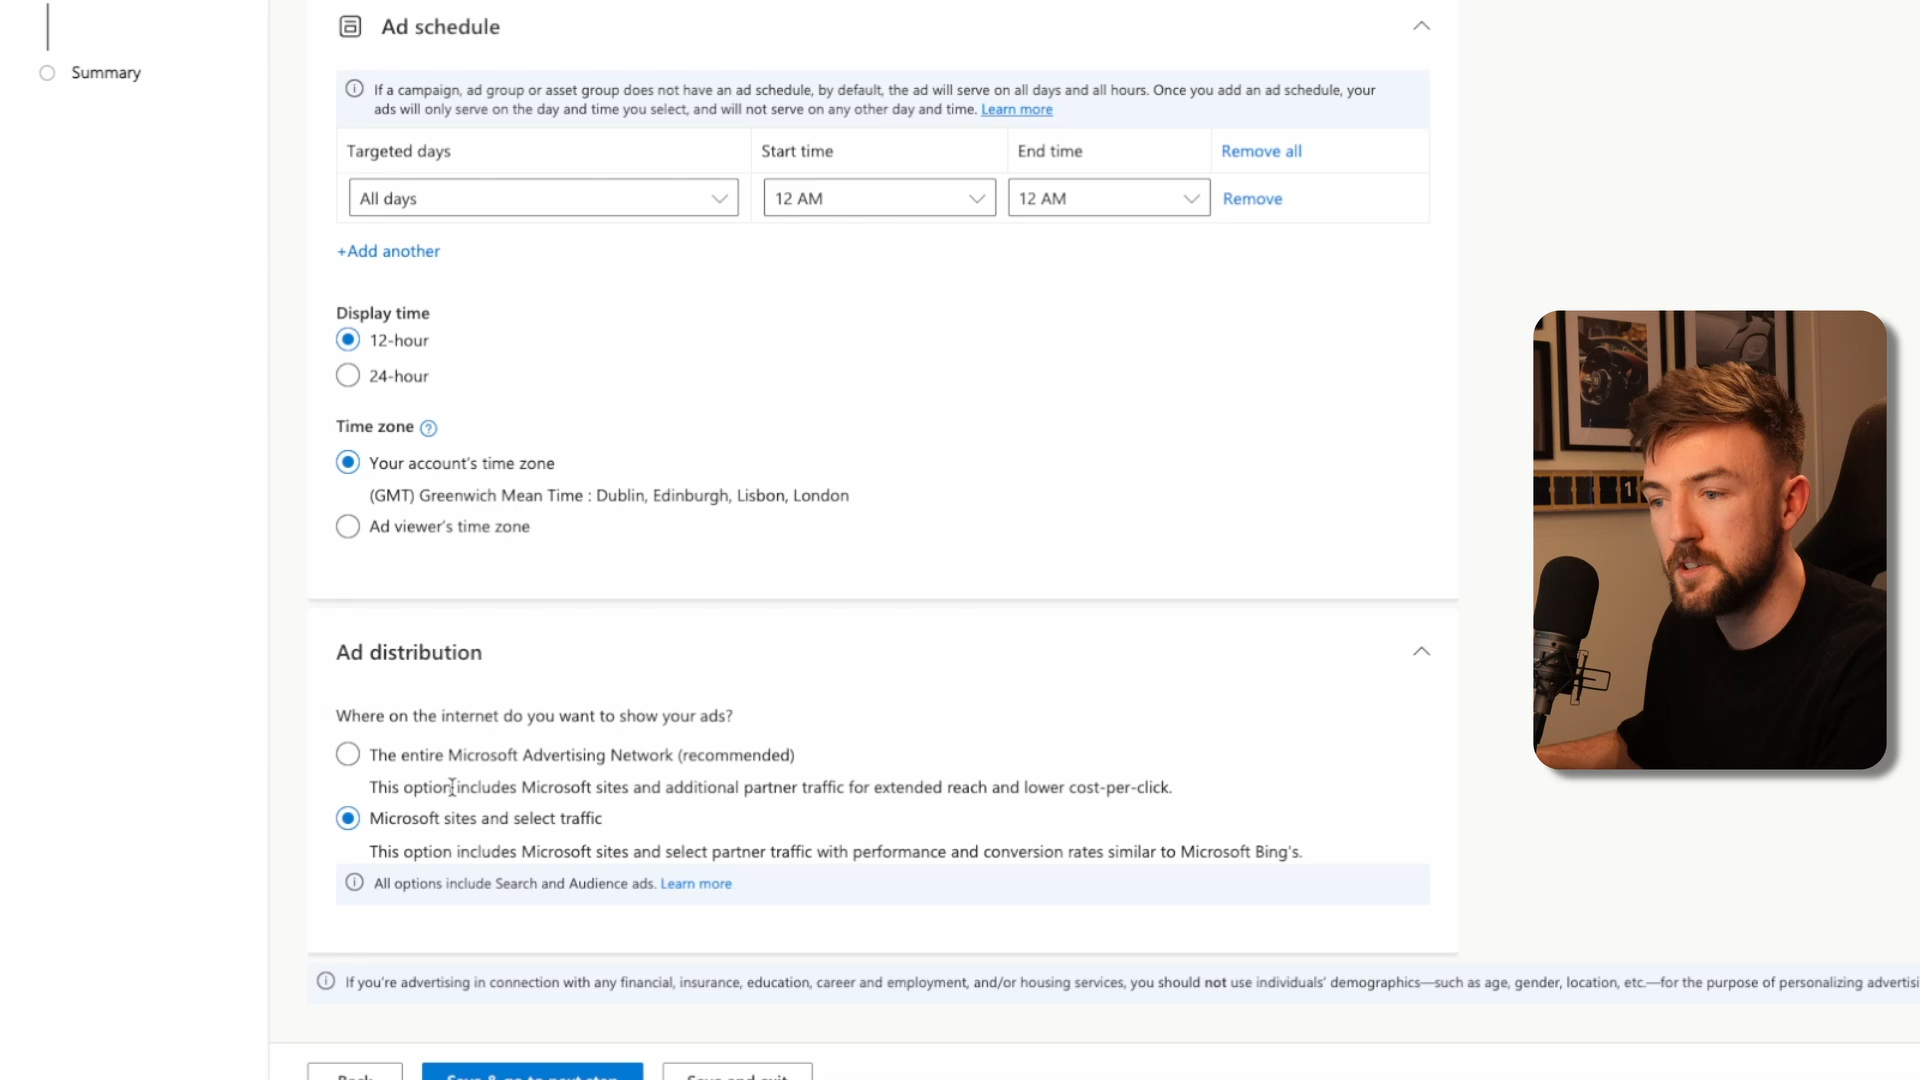 Ad schedule
Summary
If a campaign, ad group or asset group does not have an ad schedule, by default, the ad will serve on all days and all hours. Once you add an ad schedule, your
ads will only serve on the day and time you select, and will not serve on any other day and time. Learn more
Targeted days Start time End time Remove all
All days 12 AM 12 AM Remove
+Add another
Display time
12-hour
24-hour
Time zone
Your account's time zone
(GMT) Greenwich Mean Time : Dublin, Edinburgh, Lisbon, London
Ad viewer's time zone
Ad distribution
Where on the internet do you want to show your ads?
The entire Microsoft Advertising Network (recommended)
This option includes Microsoft sites and additional partner traffic for extended reach and lower cost-per-click.
Microsoft sites and select traffic
This option includes Microsoft sites and select partner traffic with performance and conversion rates similar to Microsoft Bing's.
All options include Search and Audience ads. Learn more
If you're advertising in connection with any financial, insurance, education, career and employment, and/or housing services, you should not use individuals' demographics—such as age, gender, location, etc.—for the purpose of personalizing advertisi
Back Save & go to next step Save and exit